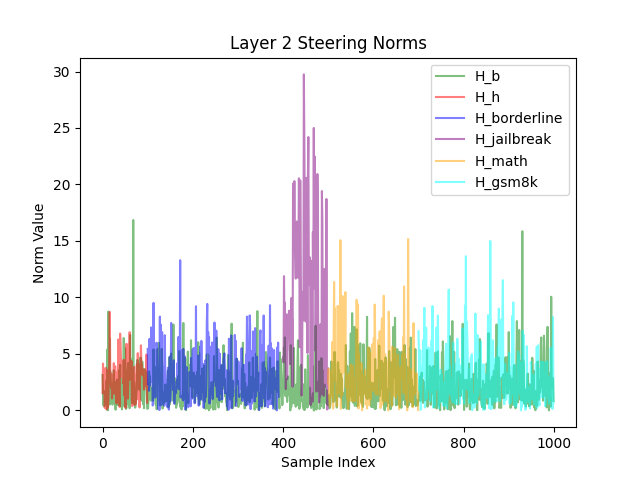 Layer 2 Steering Norms
Norm Value
30
25
20
15
10
5
0
H_b
H_h
H_borderline
H_jailbreak
H_math
H_gsm8k
0 200 400 600 800 1000
Sample Index